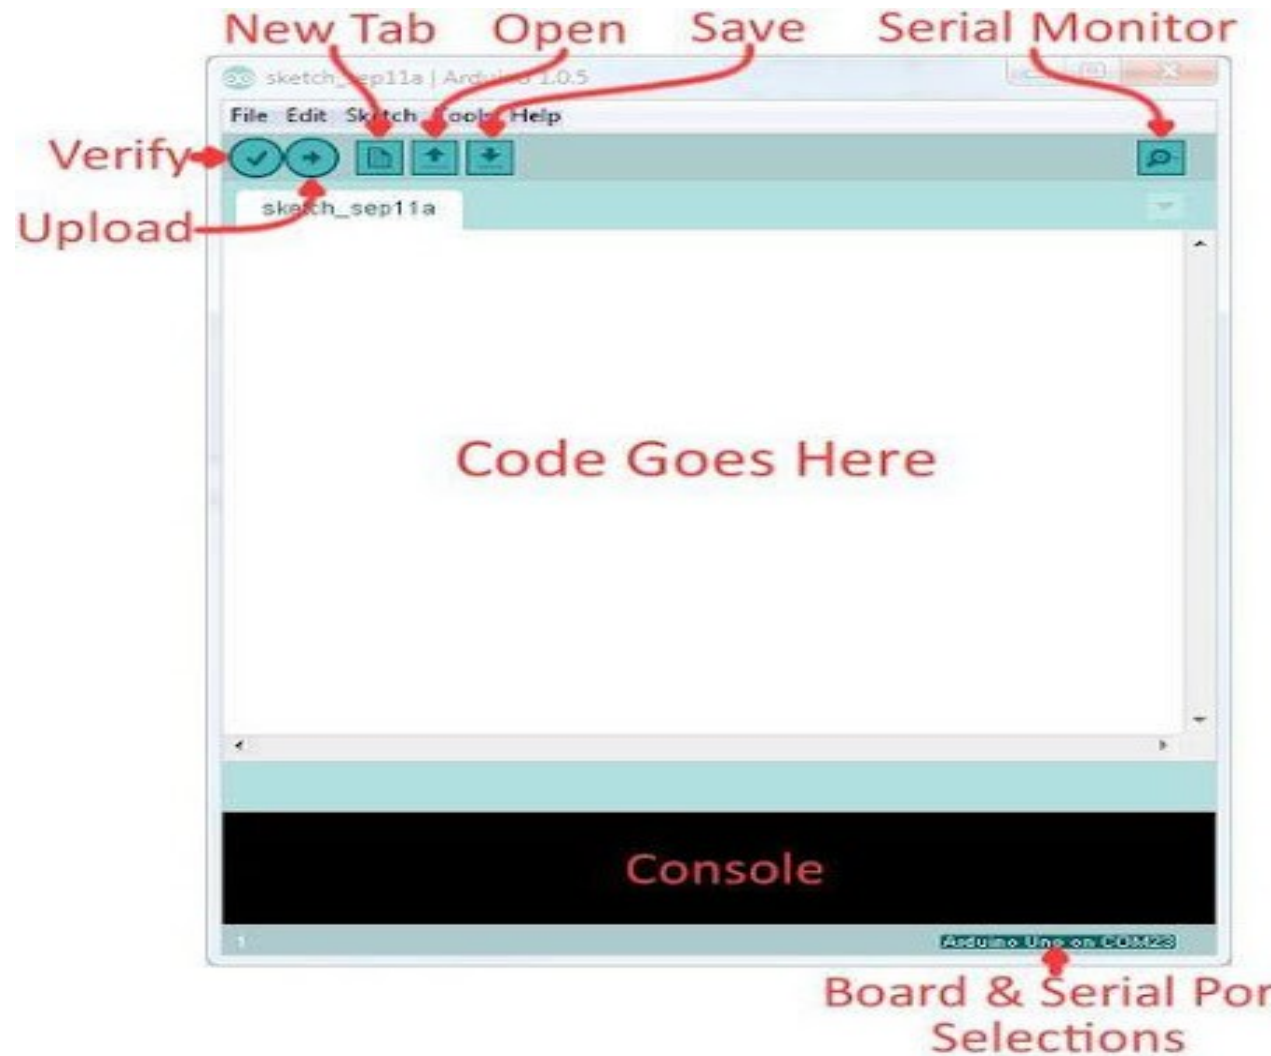 New Tab Open Save Serial Monitor
sketch_sep11a | Arduino 1.0.5
File Edit Sketch Tools Help
Verify
sketch_sep11a
Upload
Code Goes Here
Console
1
Arduino Uno on COM23
Board & Serial Por
Selections